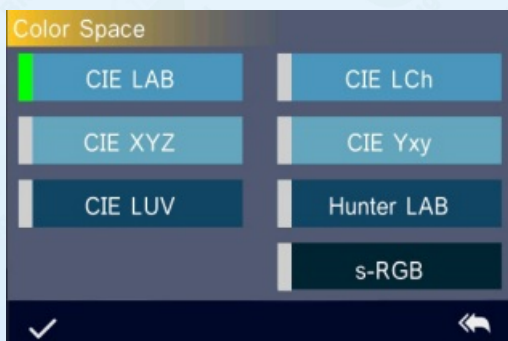 Color Space
CIE LAB
CIE LCh
CIE XYZ
CIE Yxy
CIE LUV
Hunter LAB
s-RGB